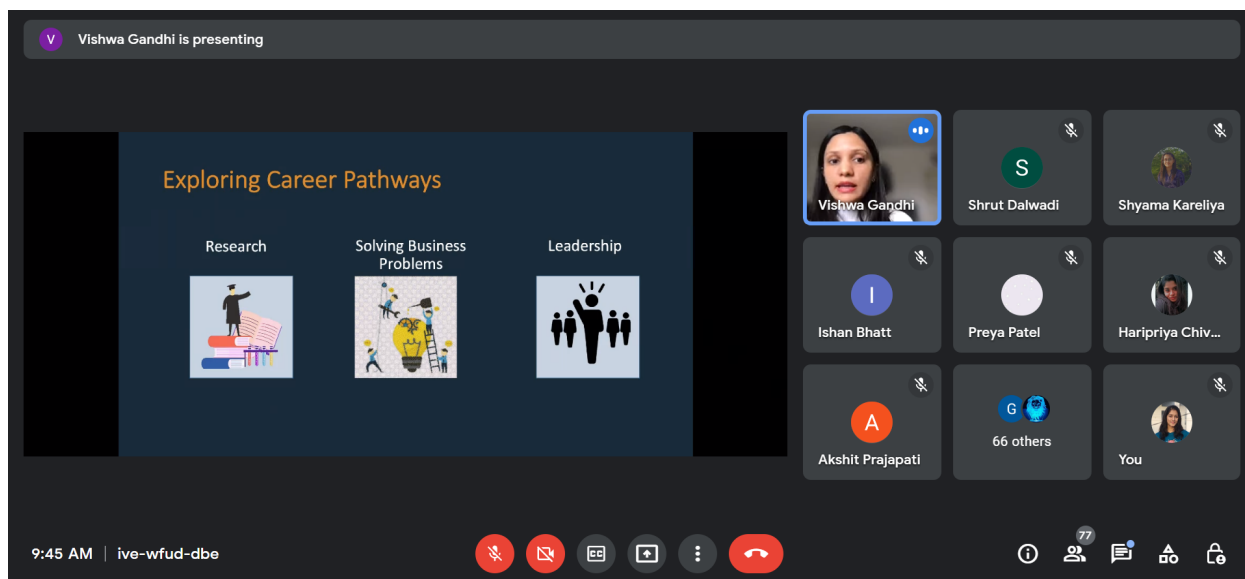 V Vishwa Gandhi is presenting
Exploring Career Pathways
Research
Solving Business
Problems
Leadership
Vishwa Gandhi
S
Shrut Dalwadi
Shyama Kareliya
I
Ishan Bhatt
Preya Patel
Haripriya Chiv...
A
Akshit Prajapati
G
66 others
You
9:45 AM | ive-wfud-dbe
CC
77